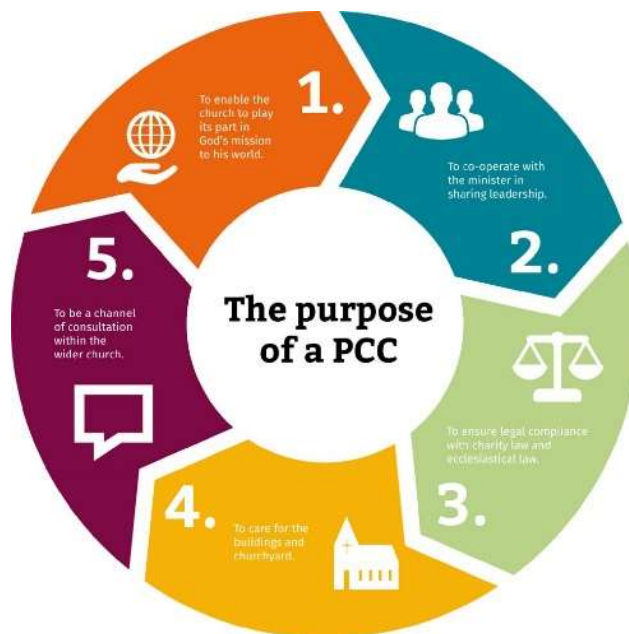 The purpose
of a PCC
1.
To enable the
church to play
its part in
God's mission
to his world.
2.
To co-operate with
the minister in
sharing leadership.
3.
To ensure legal compliance
with charity law and
ecclesiastical law.
4.
To care for the
buildings and
churchyard.
5.
To be a channel
of consultation
within the
wider church.